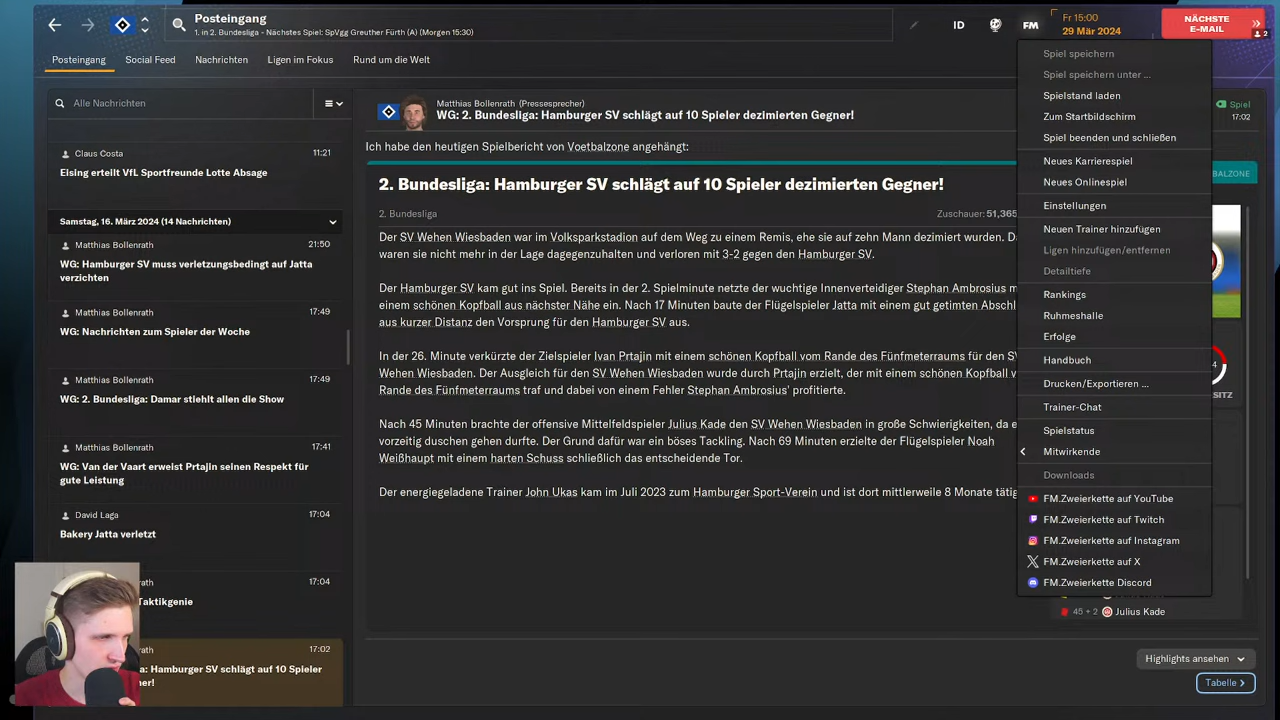 Posteingang
1. in 2. Bundesliga - Nächstes Spiel: SpVgg Greuther Fürth (A) (Morgen 15:30)
ID
FM
Fr 15:00
29 Mär 2024
NÄCHSTE
E-MAIL
2
Posteingang
Social Feed
Nachrichten
Ligen im Fokus
Rund um die Welt
Alle Nachrichten
Claus Costa
11:21
Eising erteilt VfL Sportfreunde Lotte Absage
Samstag, 16. März 2024 (14 Nachrichten)
Matthias Bollenrath
21:50
WG: Hamburger SV muss verletzungsbedingt auf Jatta
verzichten
Matthias Bollenrath
17:49
WG: Nachrichten zum Spieler der Woche
Matthias Bollenrath
17:49
WG: 2. Bundesliga: Damar stiehlt allen die Show
Matthias Bollenrath
17:41
WG: Van der Vaart erweist Prtajin seinen Respekt für
gute Leistung
David Laga
17:04
Bakery Jatta verletzt
nrath
17:04
Taktikgenie
nrath
17:02
a: Hamburger SV schlägt auf 10 Spieler
ner!
Matthias Bollenrath (Pressesprecher)
WG: 2. Bundesliga: Hamburger SV schlägt auf 10 Spieler dezimierten Gegner!
Spiel
17:02
Ich habe den heutigen Spielbericht von Voetbalzone angehängt:
BALZONE
2. Bundesliga: Hamburger SV schlägt auf 10 Spieler dezimierten Gegner!
2. Bundesliga
Zuschauer: 51,365
Der SV Wehen Wiesbaden war im Volksparkstadion auf dem Weg zu einem Remis, ehe sie auf zehn Mann dezimiert wurden. Da
waren sie nicht mehr in der Lage dagegenzuhalten und verloren mit 3-2 gegen den Hamburger SV.
Der Hamburger SV kam gut ins Spiel. Bereits in der 2. Spielminute netzte der wuchtige Innenverteidiger Stephan Ambrosius m
einem schönen Kopfball aus nächster Nähe ein. Nach 17 Minuten baute der Flügelspieler Jatta mit einem gut getimten Abschl
aus kurzer Distanz den Vorsprung für den Hamburger SV aus.
In der 26. Minute verkürzte der Zielspieler Ivan Prtajin mit einem schönen Kopfball vom Rande des Fünfmeterraums für den SV
Wehen Wiesbaden. Der Ausgleich für den SV Wehen Wiesbaden wurde durch Prtajin erzielt, der mit einem schönen Kopfball v
Rande des Fünfmeterraums traf und dabei von einem Fehler Stephan Ambrosius' profitierte.
Nach 45 Minuten brachte der offensive Mittelfeldspieler Julius Kade den SV Wehen Wiesbaden in große Schwierigkeiten, da e
vorzeitig duschen gehen durfte. Der Grund dafür war ein böses Tackling. Nach 69 Minuten erzielte der Flügelspieler Noah
Weißhaupt mit einem harten Schuss schließlich das entscheidende Tor.
Der energiegeladene Trainer John Ukas kam im Juli 2023 zum Hamburger Sport-Verein und ist dort mittlerweile 8 Monate tätig
Spiel speichern
Spiel speichern unter ...
Spielstand laden
Zum Startbildschirm
Spiel beenden und schließen
Neues Karrierespiel
Neues Onlinespiel
Einstellungen
Neuen Trainer hinzufügen
Ligen hinzufügen/entfernen
Detailtiefe
Rankings
Ruhmeshalle
Erfolge
Handbuch
Drucken/Exportieren ...
Trainer-Chat
Spielstatus
Mitwirkende
Downloads
FM.Zweierkette auf YouTube
FM.Zweierkette auf Twitch
FM.Zweierkette auf Instagram
FM.Zweierkette auf X
FM.Zweierkette Discord
4
SITZ
45 + 2 Julius Kade
Highlights ansehen
Tabelle